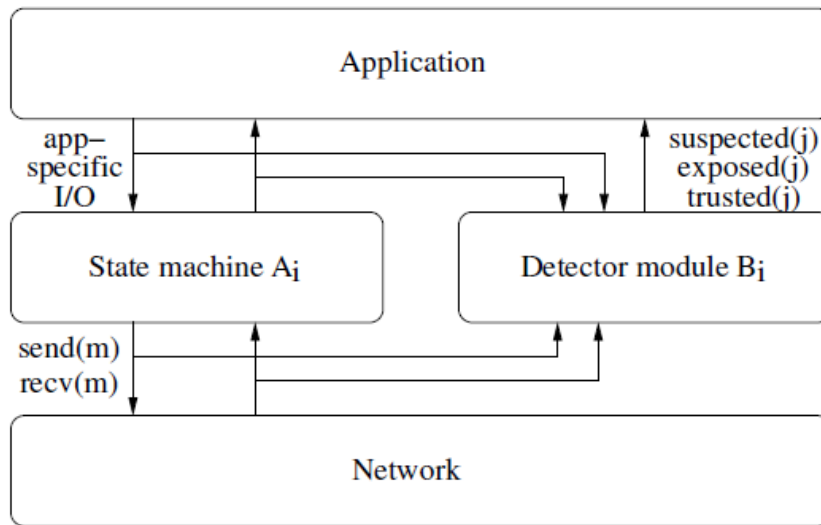 Application
app-
specific
I/O
suspected(j)
exposed(j)
trusted(j)
State machine Ai
Detector module Bi
send(m)
recv(m)
Network